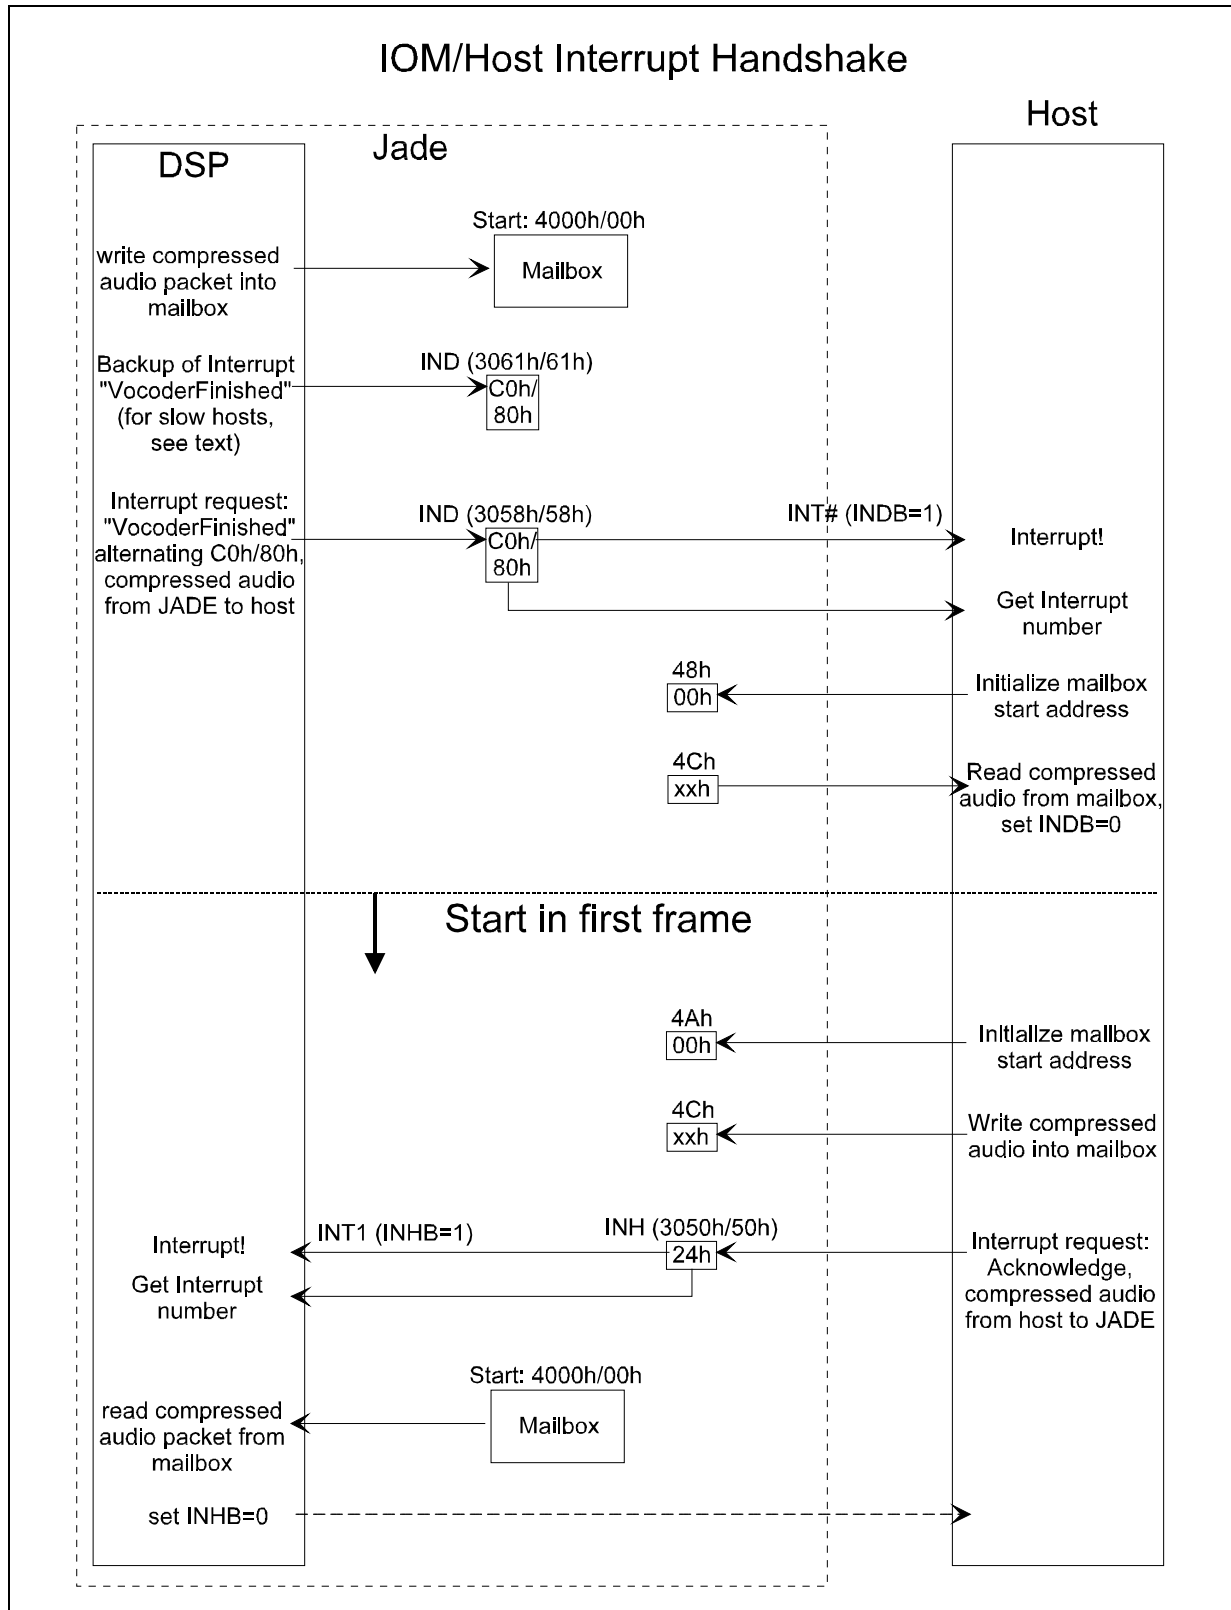 IOM/Host Interrupt Handshake
Host
Jade
DSP
Start: 4000h/00h
write compressed
audio packet into
mailbox
Mailbox
Backup of Interrupt
"VocoderFinished"
(for slow hosts,
see text)
IND (3061h/61h)
C0h/
80h
Interrupt request:
"VocoderFinished"
alternating C0h/80h,
compressed audio
from JADE to host
IND (3058h/58h)
C0h/
80h
INT# (INDB=1)
Interrupt!
Get Interrupt
number
48h
00h
Initialize mailbox
start address
4Ch
xxh
Read compressed
audio from mailbox,
set INDB=0
Start in first frame
4Ah
00h
Initialize mailbox
start address
4Ch
xxh
Write compressed
audio into mailbox
Interrupt!
INT1 (INHB=1)
INH (3050h/50h)
24h
Interrupt request:
Acknowledge,
compressed audio
from host to JADE
Get Interrupt
number
Start: 4000h/00h
read compressed
audio packet from
mailbox
Mailbox
set INHB=0